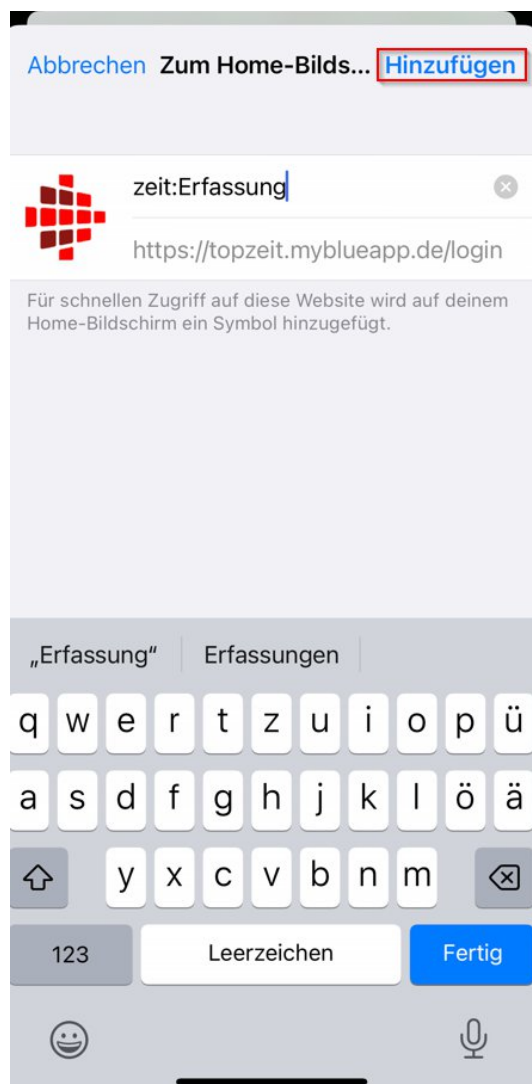 Abbrechen Zum Home-Bilds... Hinzufügen
zeit:Erfassung
https://topzeit.myblueapp.de/login
Für schnellen Zugriff auf diese Website wird auf deinem
Home-Bildschirm ein Symbol hinzugefügt.
„Erfassung“ Erfassungen
q w e r t z u i o p ü
a s d f g h j k l ö ä
y x c v b n m
123 Leerzeichen Fertig